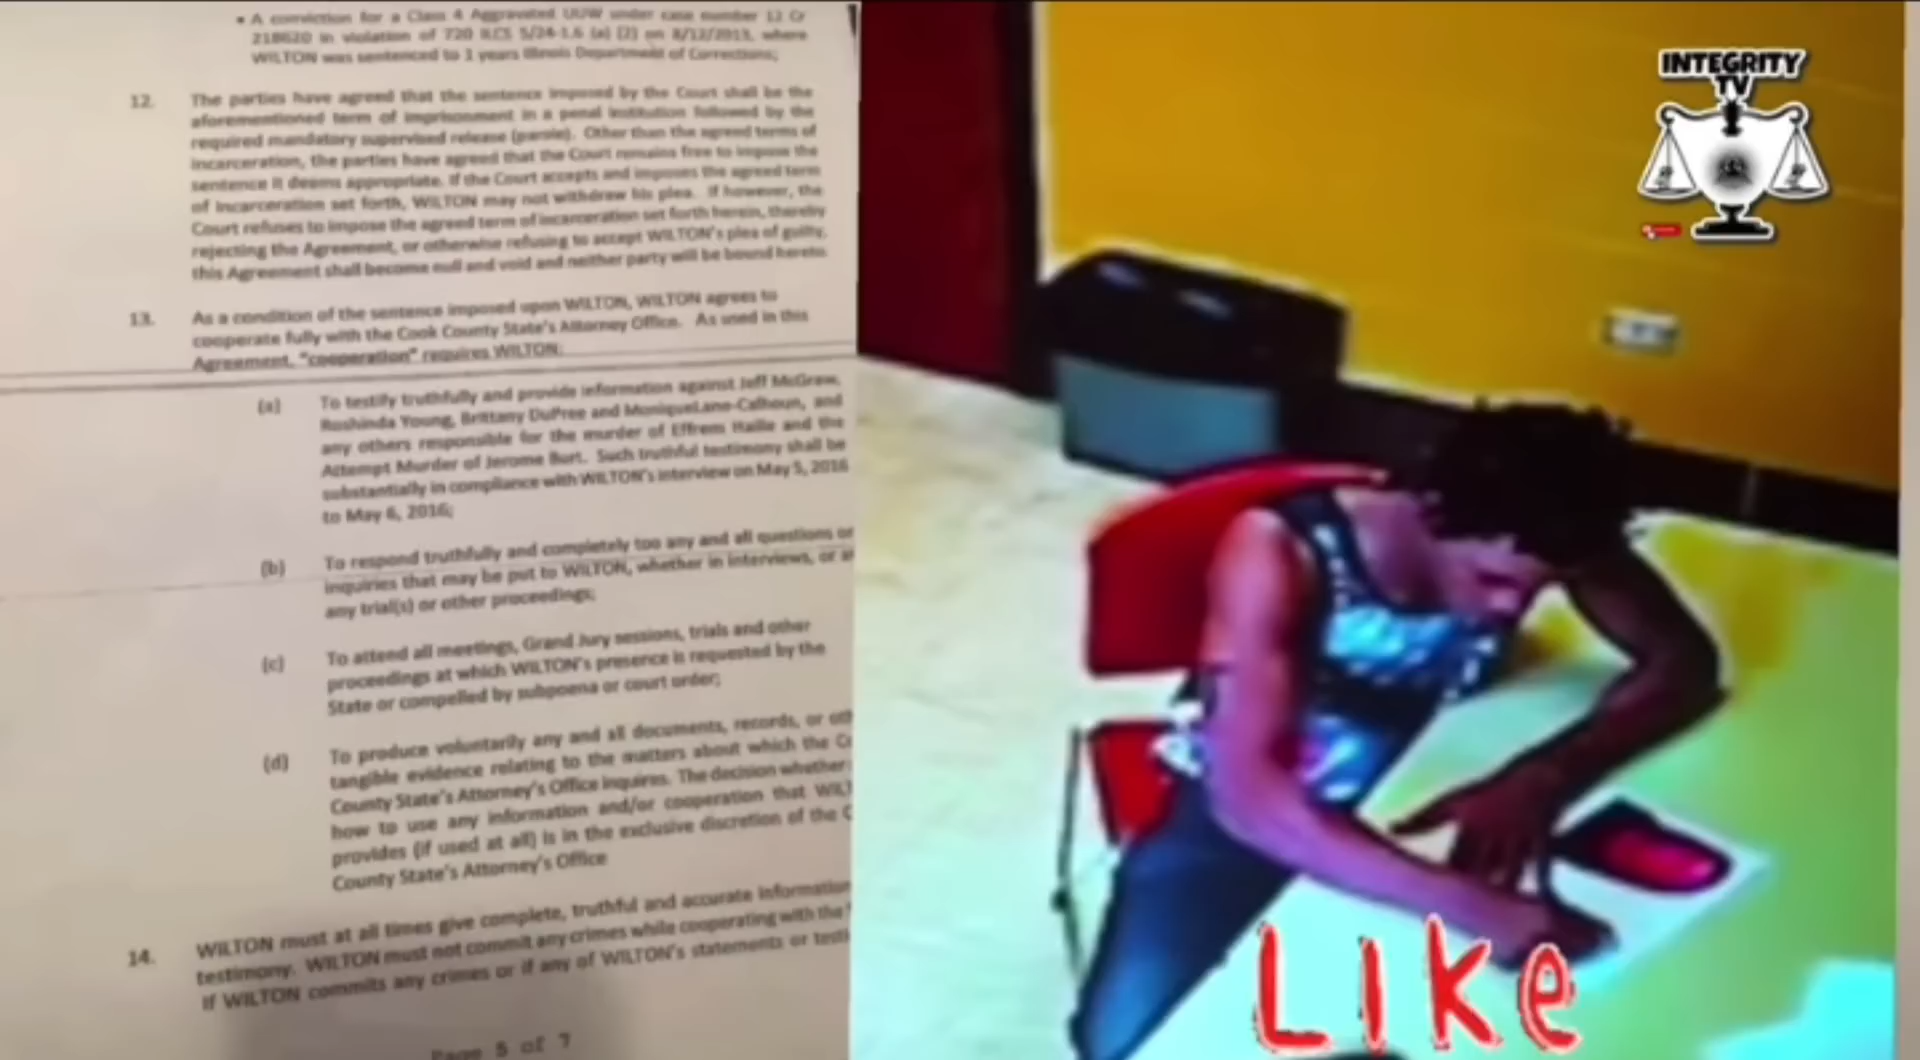 • A conviction for a Class 4 Aggravated UUW under case number 12 Cr
218620 in violation of 720 ILCS 5/24-1.6 (a) (2) on 8/12/2013, where
WILTON was sentenced to 1 years Illinois Department of Corrections;
12. The parties have agreed that the sentence imposed by the Court shall be the
aforementioned term of imprisonment in a penal institution followed by the
required mandatory supervised release (parole). Other than the agreed terms of
incarceration, the parties have agreed that the Court remains free to impose the
sentence it deems appropriate. If the Court accepts and imposes the agreed term
of incarceration set forth, WILTON may not withdraw his plea. If however, the
Court refuses to impose the agreed term of incarceration set forth herein, thereby
rejecting the Agreement, or otherwise refusing to accept WILTON's plea of guilty,
this Agreement shall become null and void and neither party will be bound hereto.
13. As a condition of the sentence imposed upon WILTON, WILTON agrees to
cooperate fully with the Cook County State's Attorney Office. As used in this
Agreement, "cooperation" requires WILTON:
(a) To testify truthfully and provide information against Jeff McGraw,
Roshinda Young, Brittany DuPree and MoniqueLane-Calhoun, and
any others responsible for the murder of Effrem Haille and the
Attempt Murder of Jerome Burt. Such truthful testimony shall be
substantially in compliance with WILTON's interview on May 5, 2016
to May 6, 2016;
(b) To respond truthfully and completely too any and all questions or
inquiries that may be put to WILTON, whether in interviews, or a
any trial(s) or other proceedings;
(c) To attend all meetings, Grand Jury sessions, trials and other
proceedings at which WILTON's presence is requested by the
State or compelled by subpoena or court order;
(d) To produce voluntarily any and all documents, records, or oth
tangible evidence relating to the matters about which the C
County State's Attorney's Office inquires. The decision whether
how to use any information and/or cooperation that WILT
provides (if used at all) is in the exclusive discretion of the C
County State's Attorney's Office
14. WILTON must at all times give complete, truthful and accurate information
testimony. WILTON must not commit any crimes while cooperating with the
If WILTON commits any crimes or if any of WILTON's statements or testi
Page 5 of 7
INTEGRITY
TV
LIKe